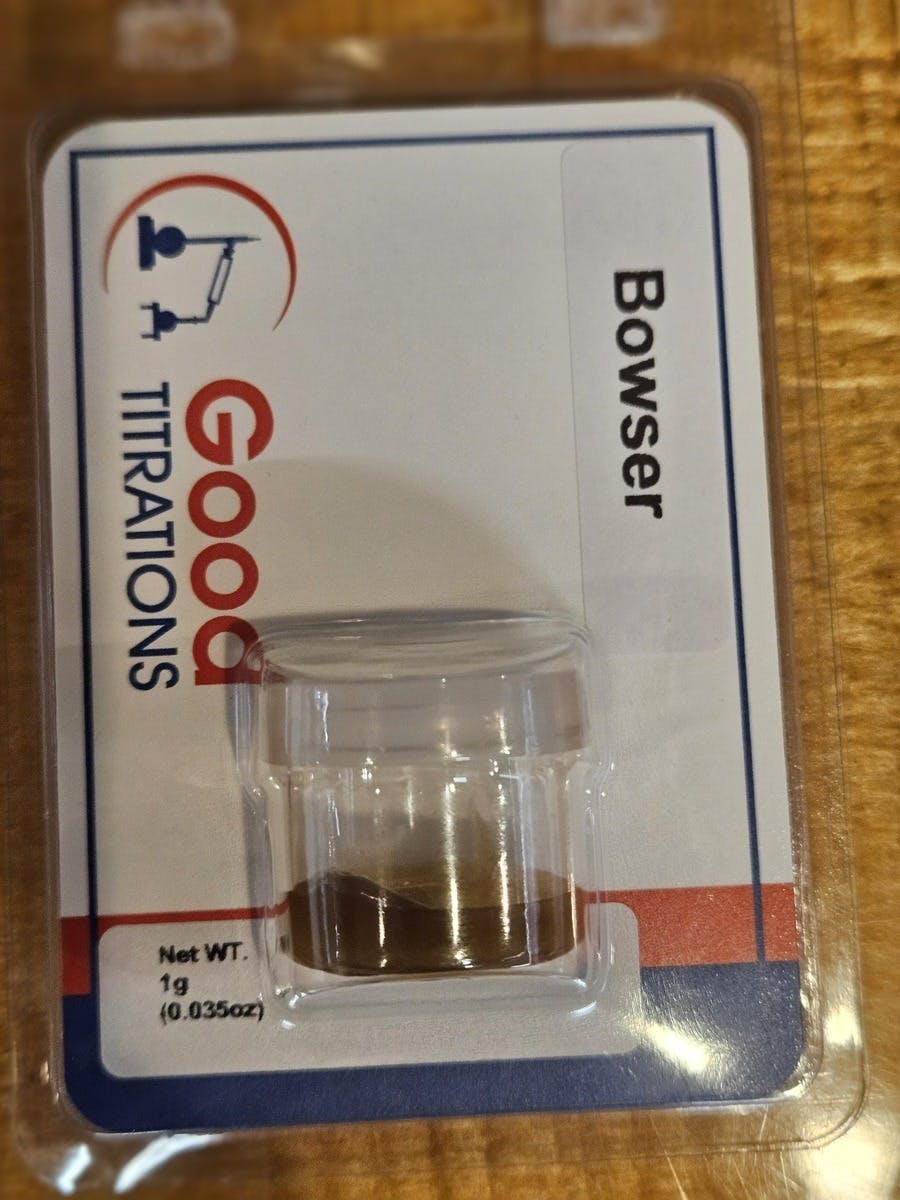 Good
TITRATIONS
Bowser
Net WT.
1g
(0.035oz)